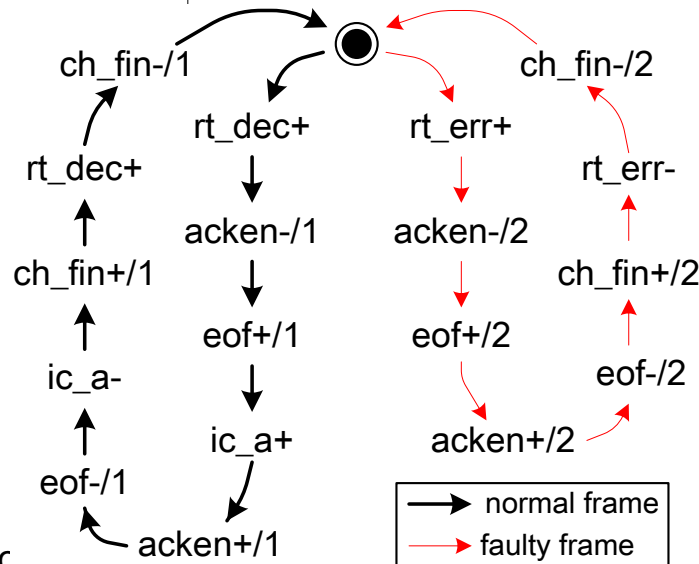 ch_fin-/1
ch_fin-/2
rt_dec+
rt_err+
rt_dec+
rt_err-
acken-/1
acken-/2
ch_fin+/1
ch_fin+/2
eof+/1
eof+/2
ic_a-
eof-/2
ic_a+
acken+/2
eof-/1
acken+/1
normal frame
faulty frame